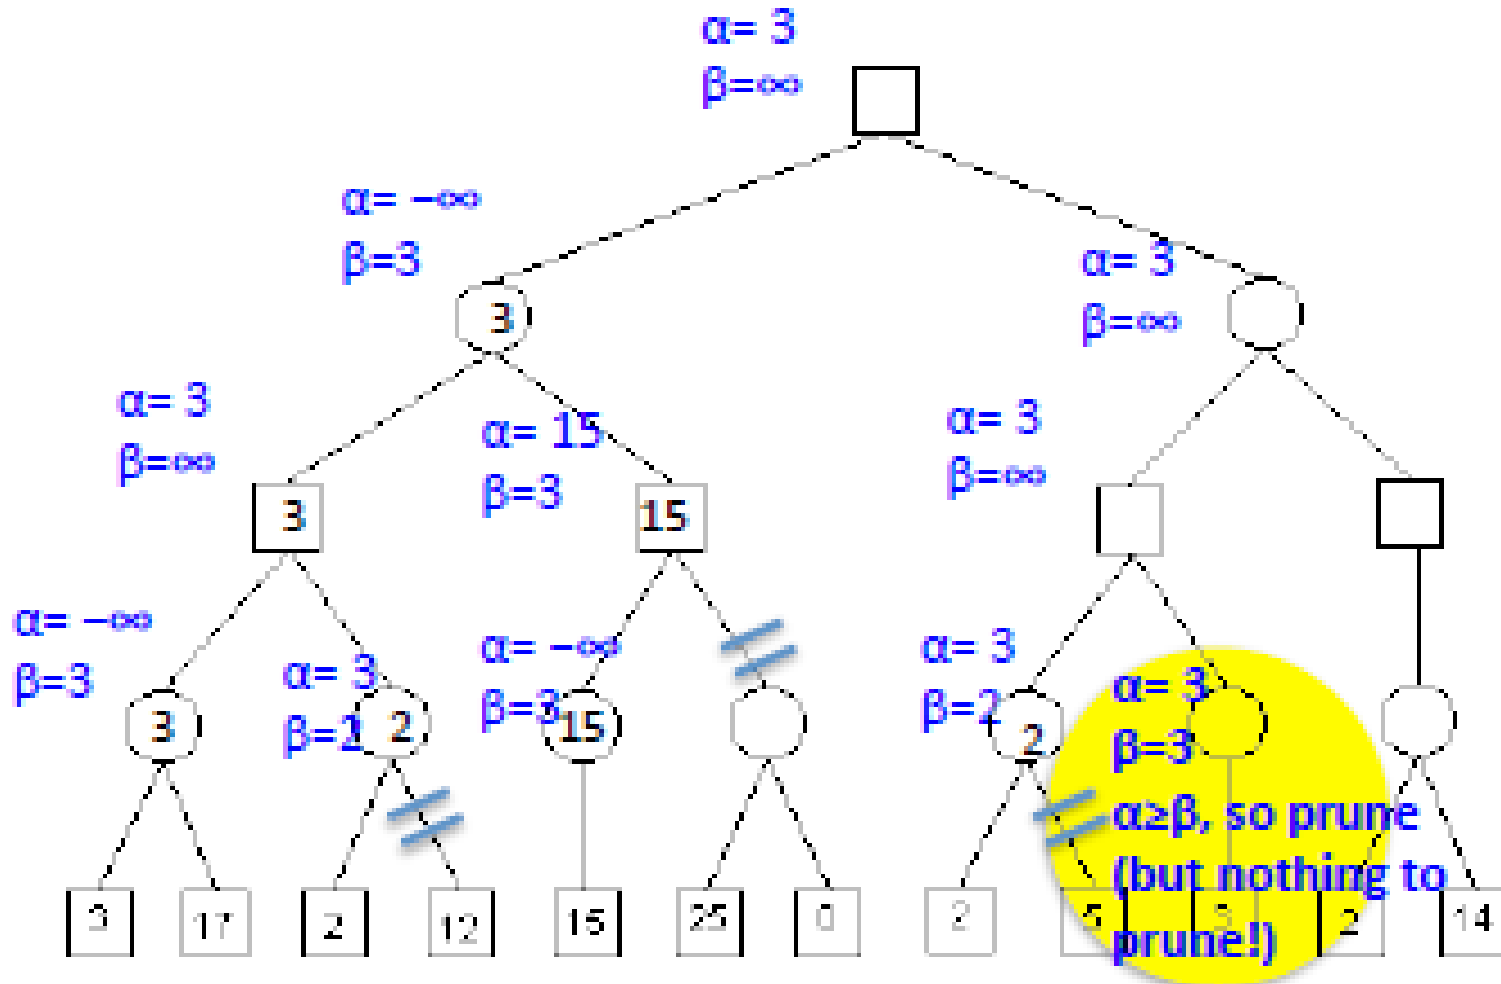 α= 3
β=∞
α= −∞
β=3
α= 3
β=∞
3
α= 3
β=∞
α= 15
β=3
α= 3
β=∞
3
15
α= −∞
β=3
α= 3
β=2
α= −∞
β=3
α= 3
β=2
α= 3
β=3
3
2
15
2
α≥β, so prune
(but nothing to
prune!)
3
17
2
12
15
25
0
2
5
3
2
14